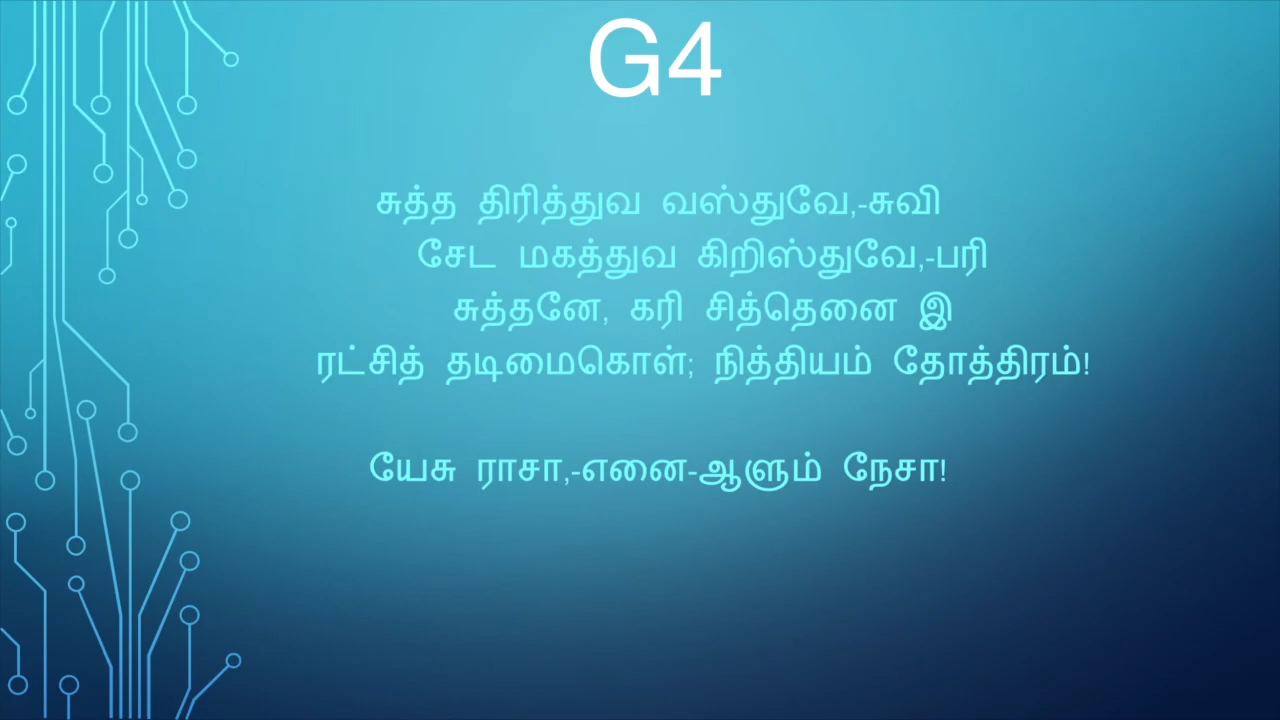 G4
சுத்த திரித்துவ வஸ்துவே,-சுவி
சேட மகத்துவ கிறிஸ்துவே,-பரி
சுத்தனே, கரி சித்தெனை இ
ரட்சித் தடிமைகொள்; நித்தியம் தோத்திரம்!
யேசு ராசா,-எனை-ஆளும் நேசா!